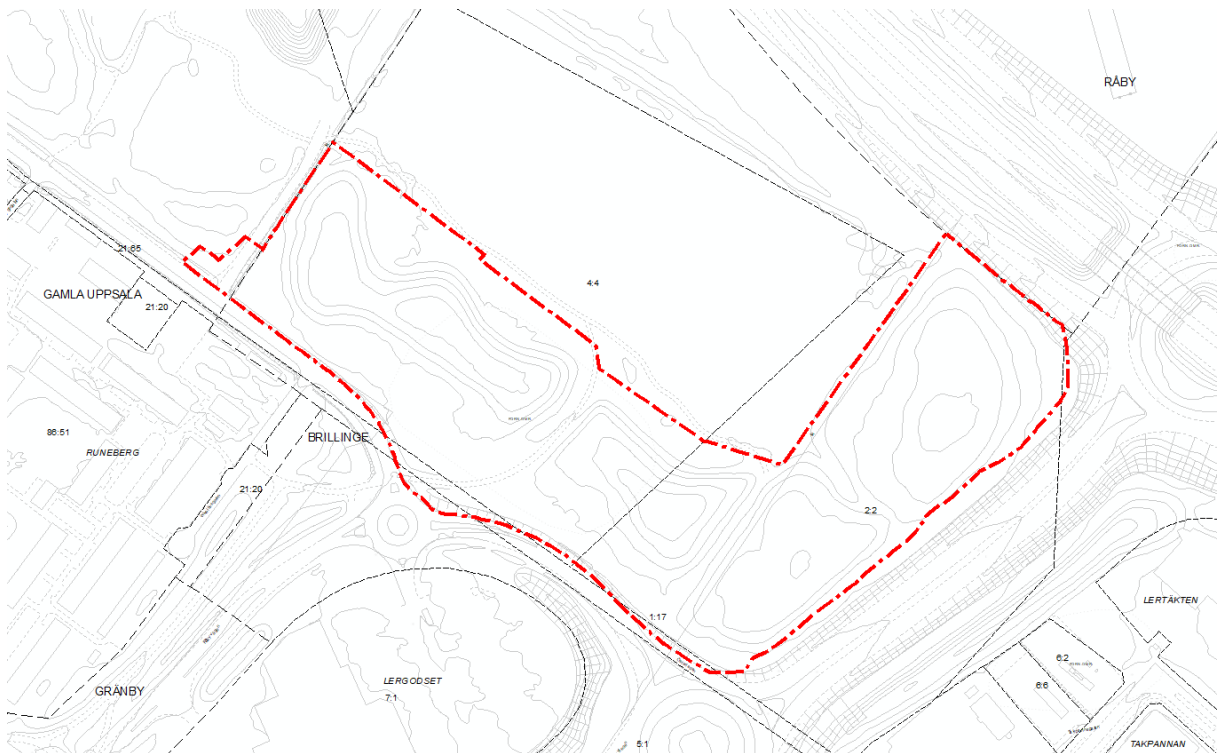 RÅBY
21:65
4:4
GAMLA UPPSALA
21:20
86:51
RUNEBERG
BRILLINGE
21:20
2:2
LERTÄKTEN
1:17
6:2
LERGODSET
6:6
GRÄNBY
7:1
5:1
TAKPANNAN